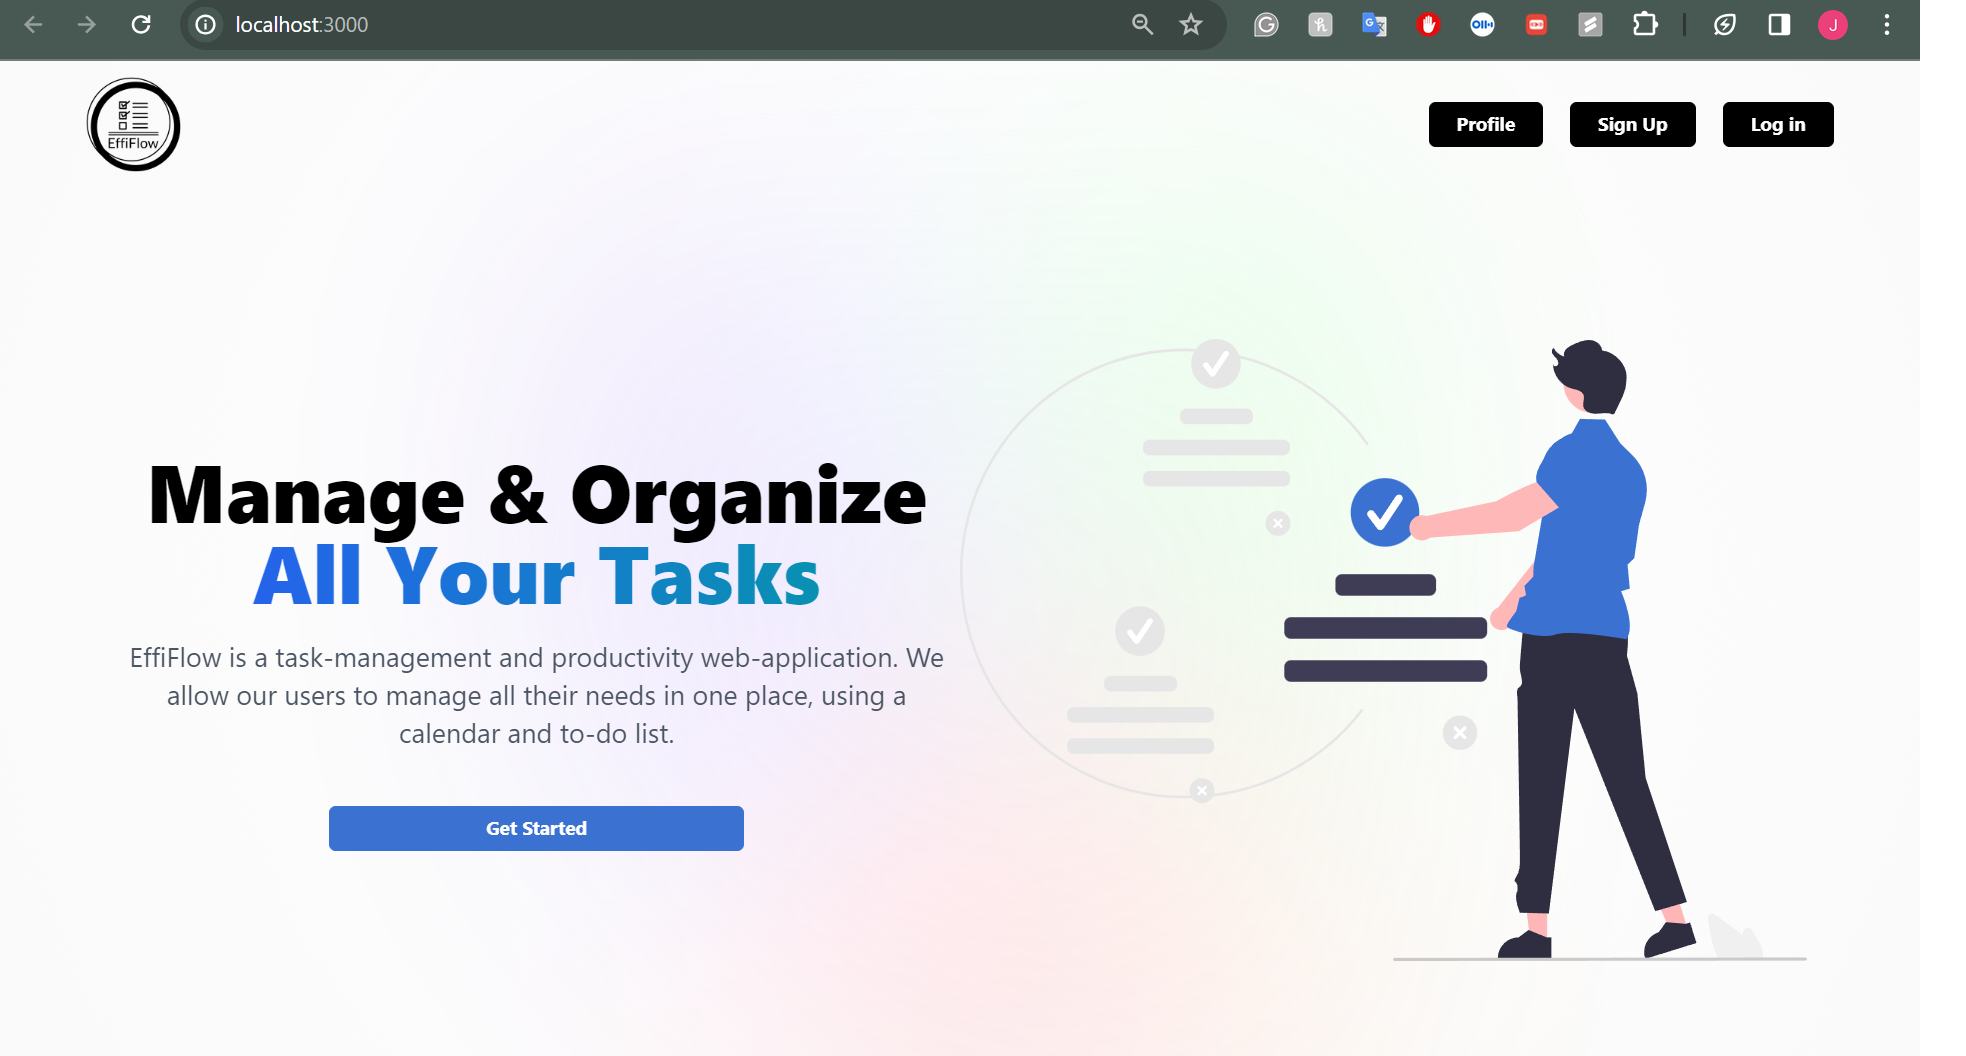 localhost:3000
J
EffiFlow
Profile
Sign Up
Log in
Manage & Organize
All Your Tasks
EffiFlow is a task-management and productivity web-application. We
allow our users to manage all their needs in one place, using a
calendar and to-do list.
Get Started